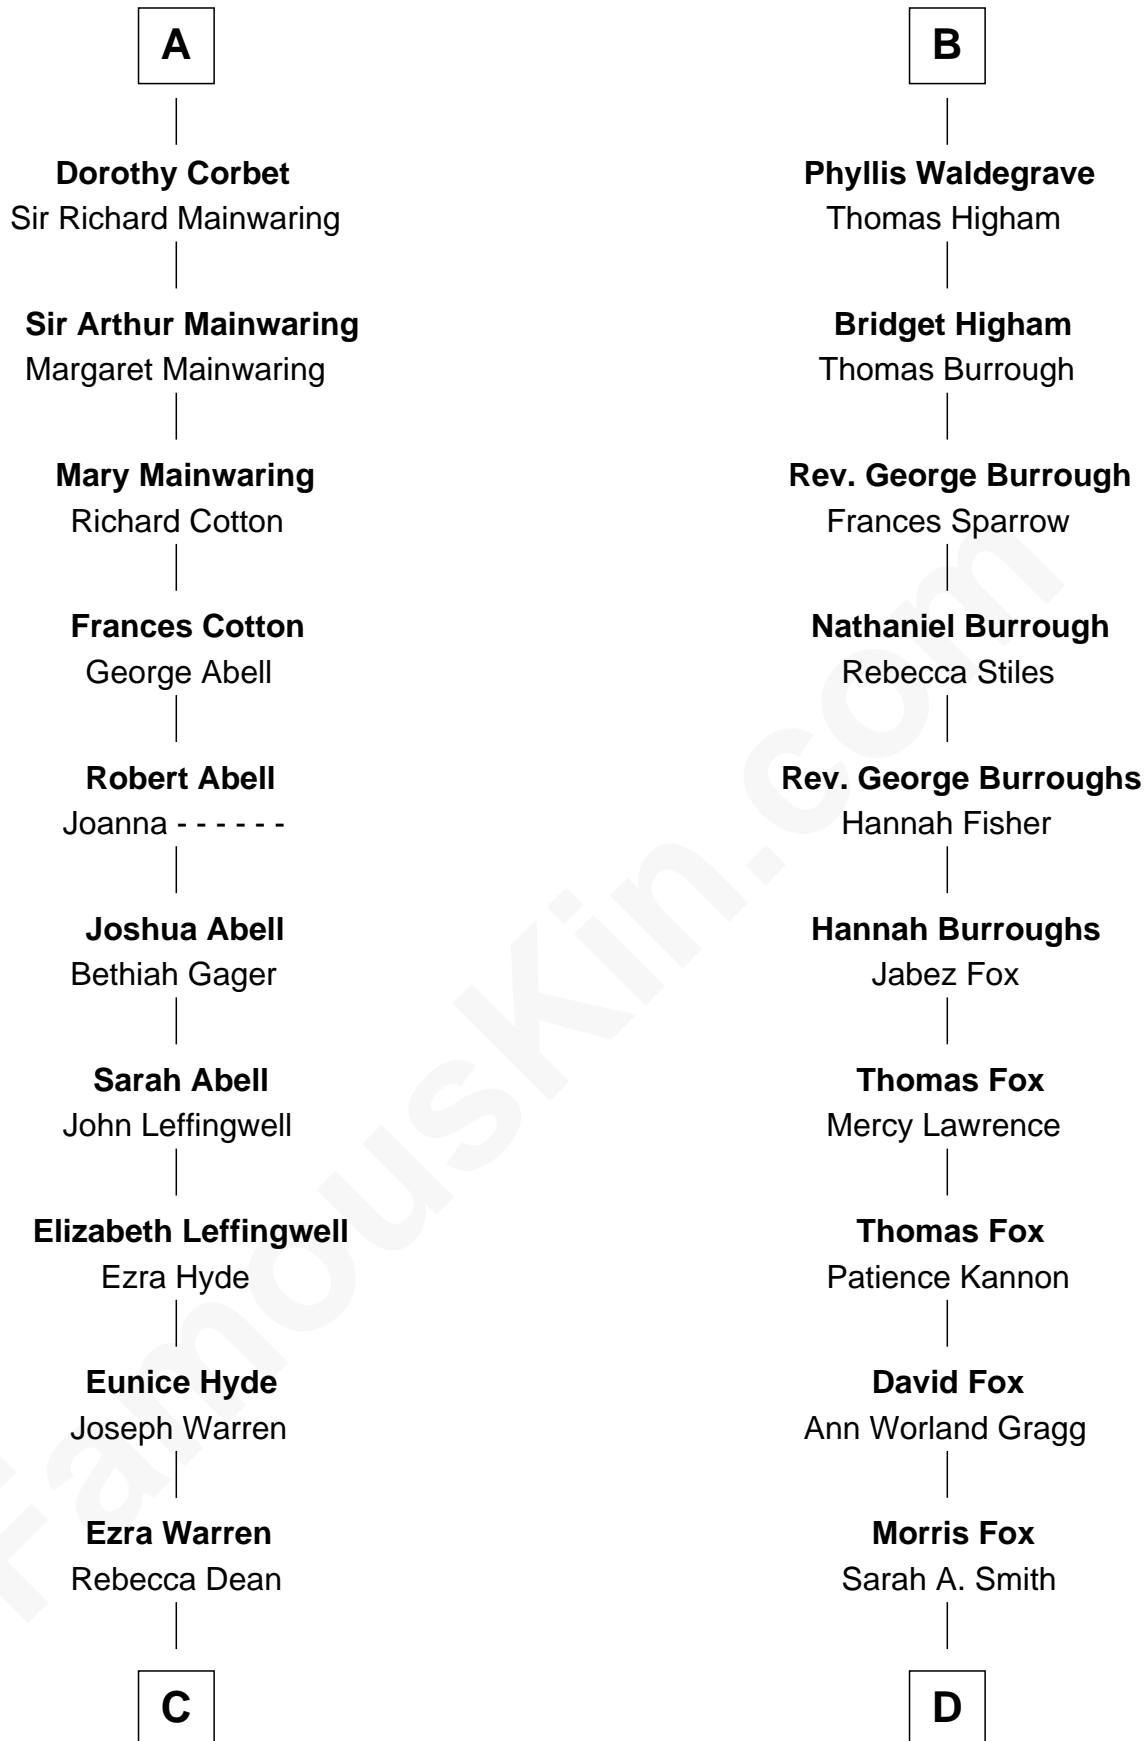 A
Dorothy Corbet
Sir Richard Mainwaring
Sir Arthur Mainwaring
Margaret Mainwaring
Mary Mainwaring
Richard Cotton
Frances Cotton
George Abell
Robert Abell
Joanna - - - - - -
Joshua Abell
Bethiah Gager
Sarah Abell
John Leffingwell
Elizabeth Leffingwell
Ezra Hyde
Eunice Hyde
Joseph Warren
Ezra Warren
Rebecca Dean
C
B
Phyllis Waldegrave
Thomas Higham
Bridget Higham
Thomas Burrough
Rev. George Burrough
Frances Sparrow
Nathaniel Burrough
Rebecca Stiles
Rev. George Burroughs
Hannah Fisher
Hannah Burroughs
Jabez Fox
Thomas Fox
Mercy Lawrence
Thomas Fox
Patience Kannon
David Fox
Ann Worland Gragg
Morris Fox
Sarah A. Smith
D
FamousKin.com